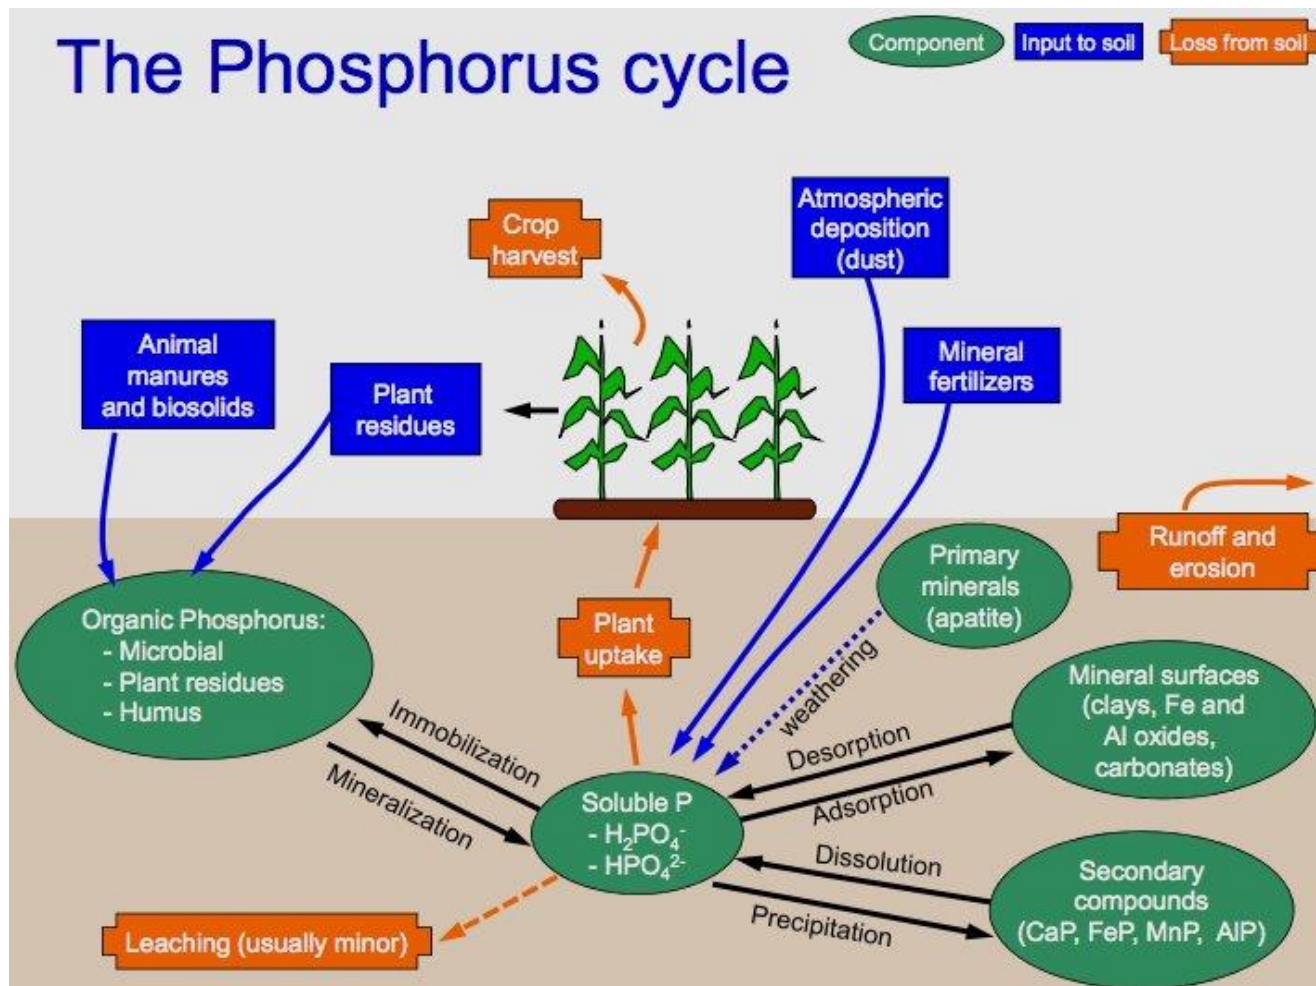 The Phosphorus cycle
Component
Input to soil
Loss from soil
Crop
harvest
Atmospheric
deposition
(dust)
Animal
manures
and biosolids
Plant
residues
Mineral
fertilizers
Runoff and
erosion
Primary
minerals
(apatite)
Organic Phosphorus:
- Microbial
- Plant residues
- Humus
Plant
uptake
weathering
Mineral surfaces
(clays, Fe and
Al oxides,
carbonates)
Immobilization
Mineralization
Desorption
Adsorption
Soluble P
- H₂PO₄⁻
- HPO₄²⁻
Dissolution
Precipitation
Secondary
compounds
(CaP, FeP, MnP, AlP)
Leaching (usually minor)